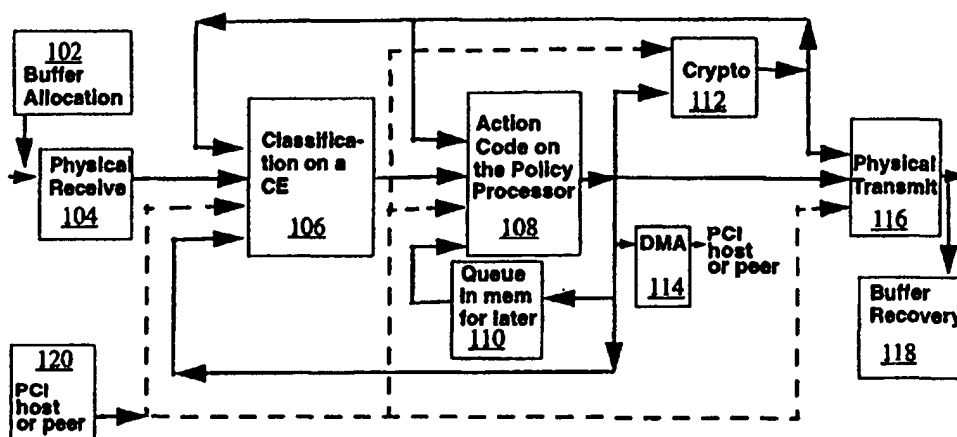 102
Buffer
Allocation
Physical
Receive
104
Classifica-
tion on a
CE
106
Action
Code on
the Policy
Processor
108
Crypto
112
Physical
Transmit
116
DMA
114
PCI
host
or peer
Queue
in mem
for later
110
Buffer
Recovery
118
120
PCI
host
or peer